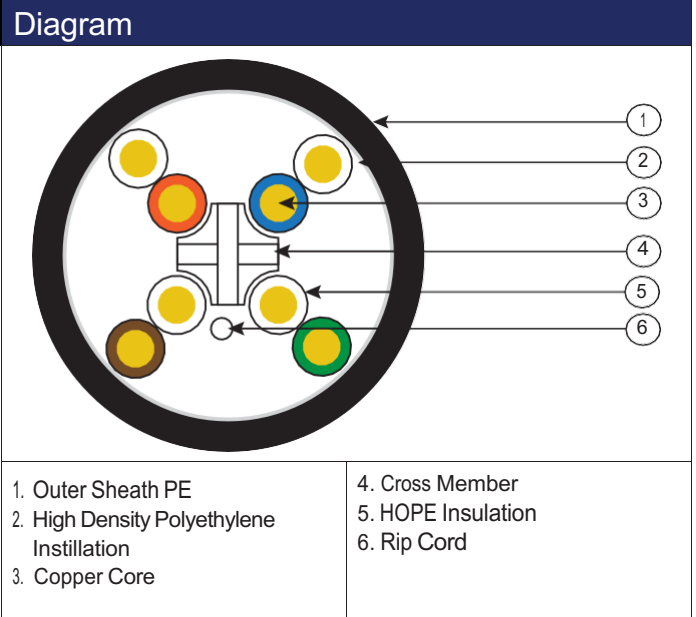 Diagram
1
2
3
4
5
6
1. Outer Sheath PE
2. High Density Polyethylene
Instillation
3. Copper Core
4. Cross Member
5. HOPE Insulation
6. Rip Cord